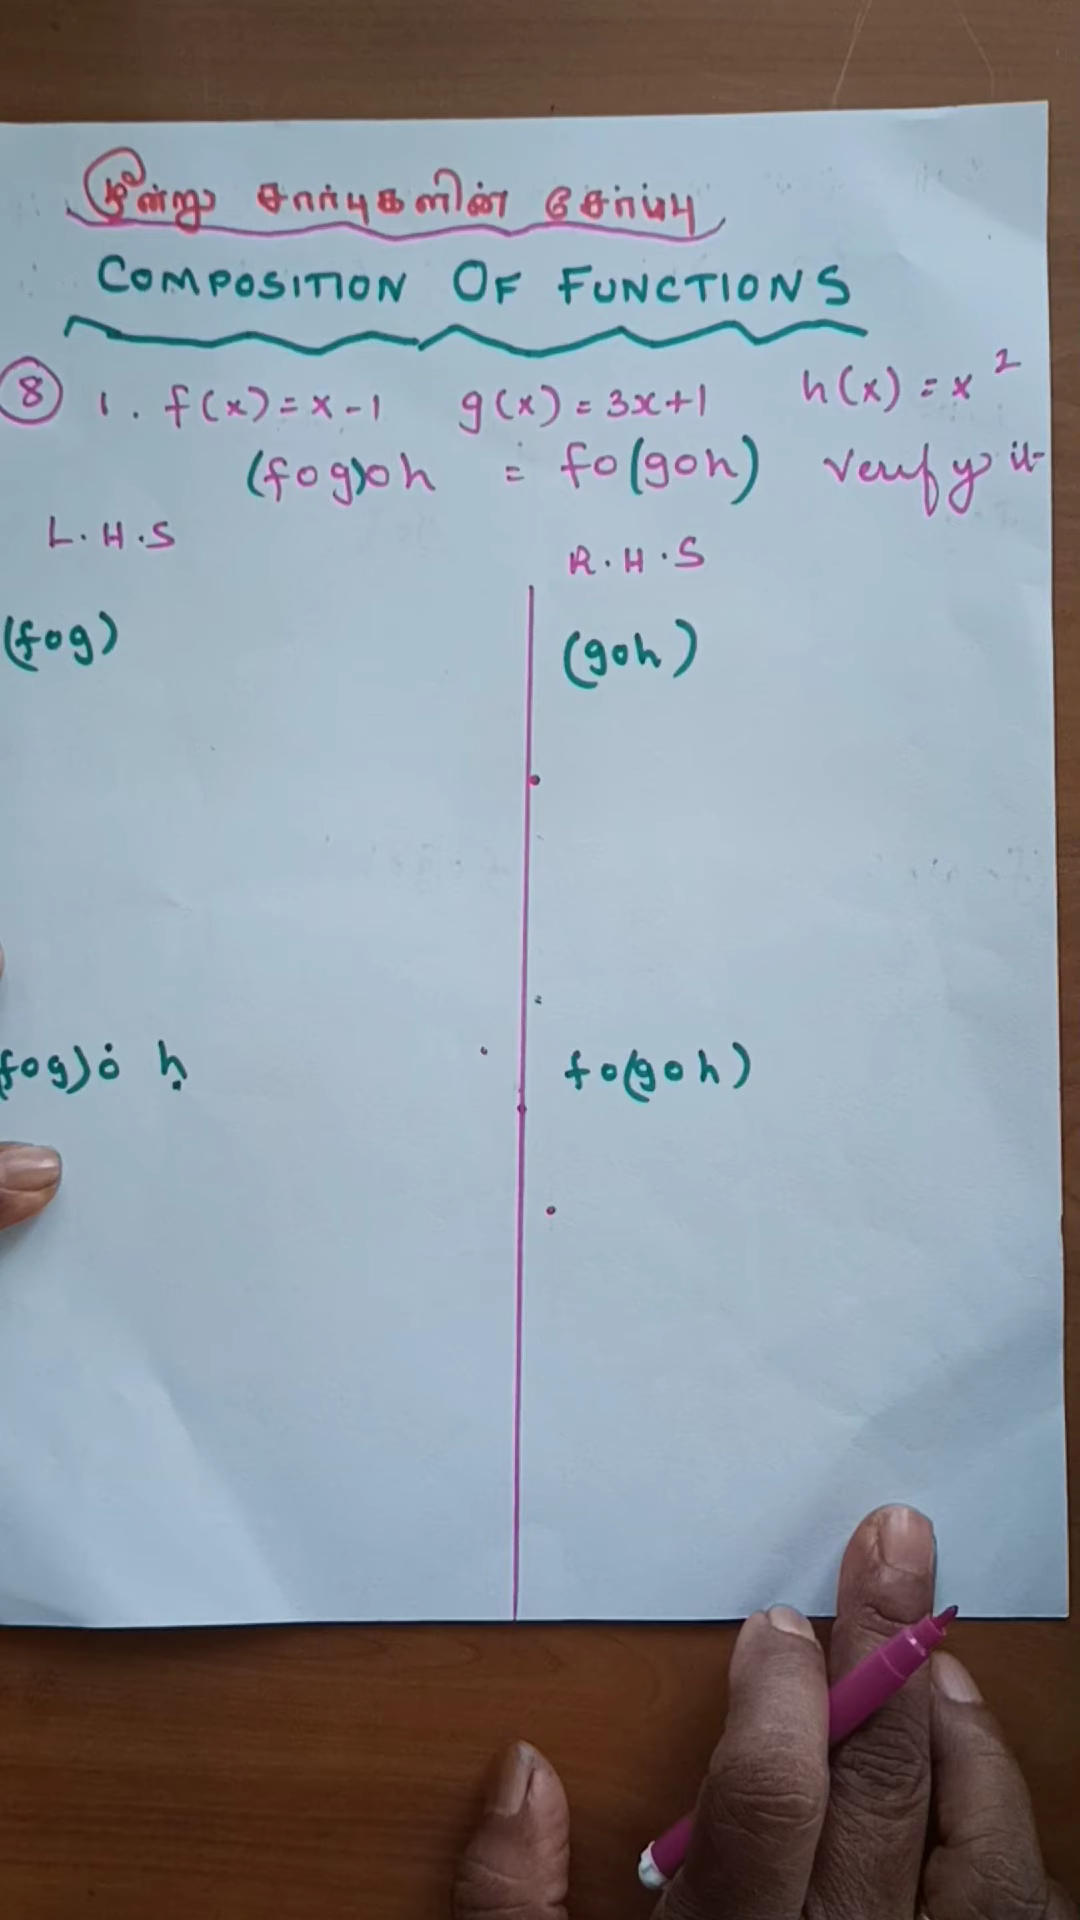 மூன்று சார்புகளின் சேர்ப்பு
COMPOSITION OF FUNCTIONS
8 1. f(x)=x-1 g(x)=3x+1 h(x)=x²
(fog)oh = fo(goh) verify it
L.H.S
R.H.S
(fog)
(goh)
fog)o h
fo(goh)